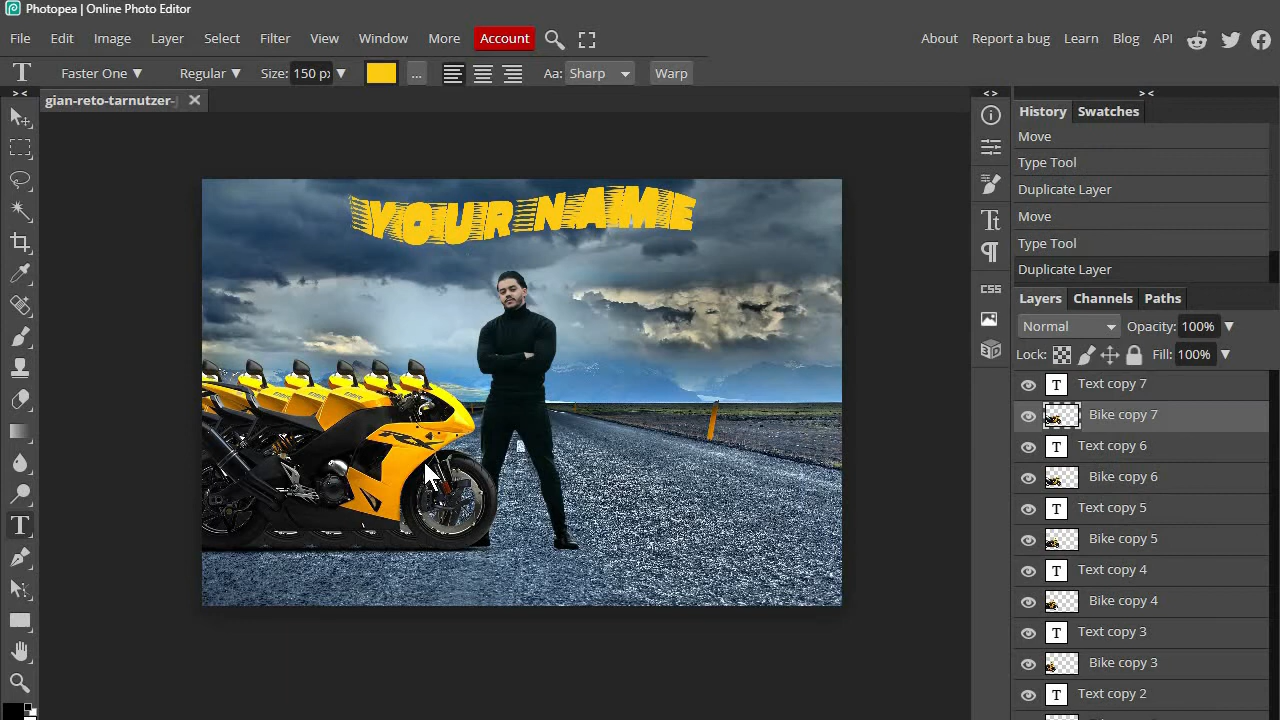 Photopea | Online Photo Editor
File Edit Image Layer Select Filter View Window More Account
About Report a bug Learn Blog API
T Faster One ▼ Regular ▼ Size: 150 px ▼ ... Aa: Sharp Warp
> < gian-reto-tarnutzer- < > > <
History Swatches
Move
Type Tool
Duplicate Layer
Move
Type Tool
Duplicate Layer
CSS
Layers Channels Paths
Normal Opacity: 100% ▼
Lock: Fill: 100% ▼
T Text copy 7
Bike copy 7
T Text copy 6
Bike copy 6
T Text copy 5
Bike copy 5
T Text copy 4
Bike copy 4
T Text copy 3
Bike copy 3
T Text copy 2
YOUR NAME